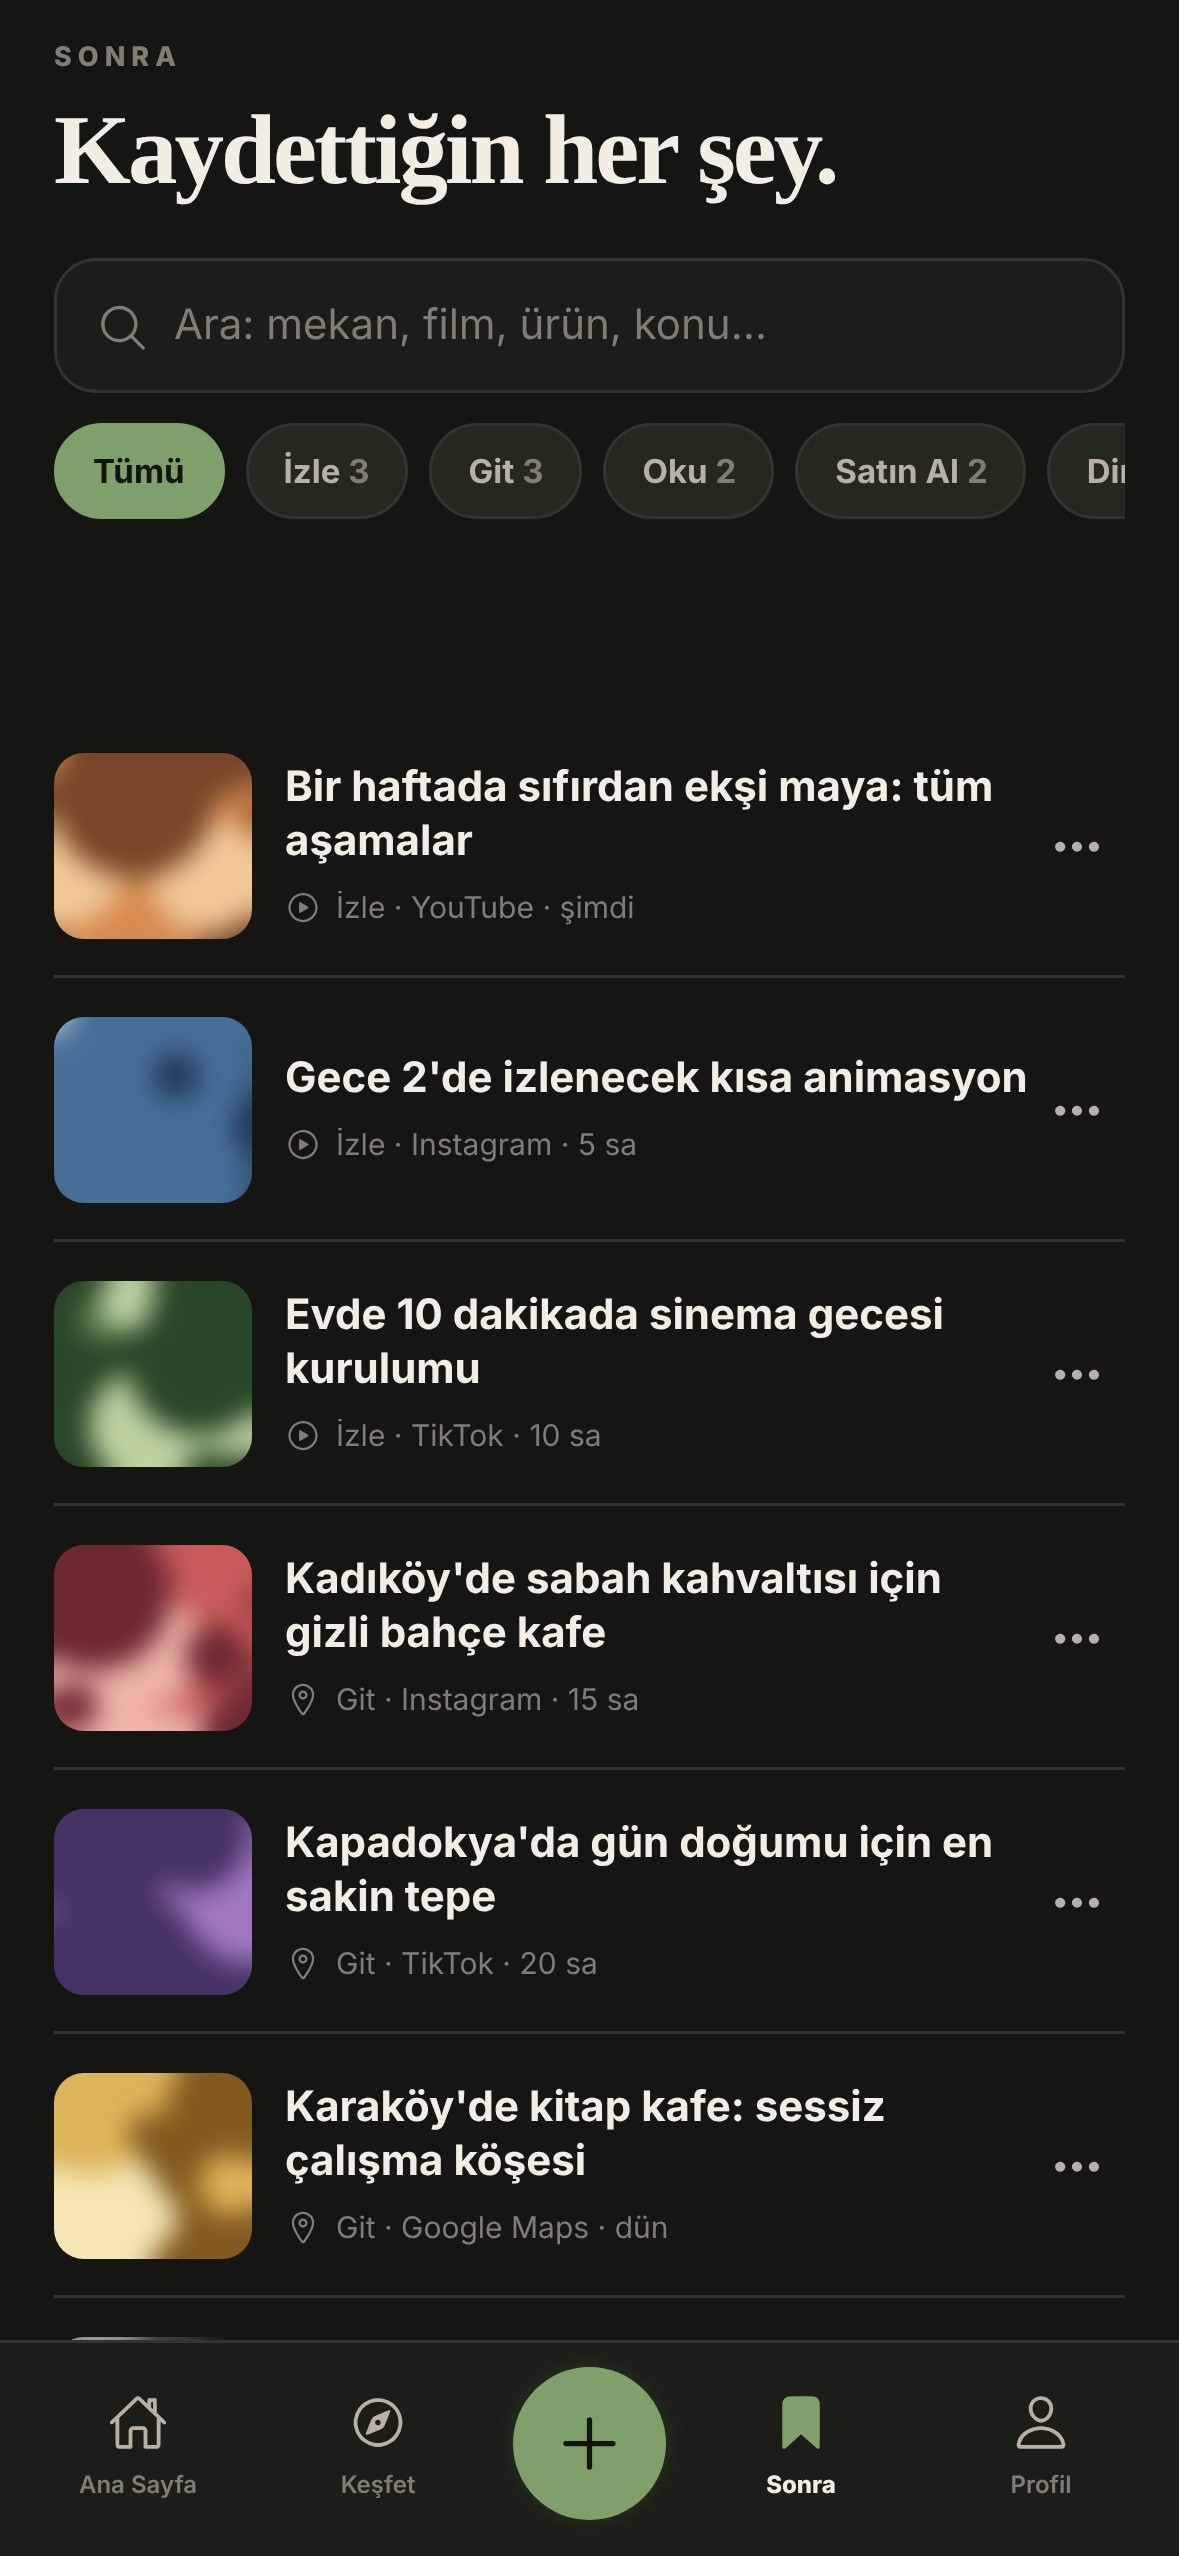 SONRA
Kaydettiğin her şey.
Ara: mekan, film, ürün, konu...
Tümü
İzle 3
Git 3
Oku 2
Satın Al 2
Bir haftada sıfırdan ekşi maya: tüm
aşamalar
İzle · YouTube · şimdi
Gece 2'de izlenecek kısa animasyon
İzle · Instagram · 5 sa
Evde 10 dakikada sinema gecesi
kurulumu
İzle · TikTok · 10 sa
Kadıköy'de sabah kahvaltısı için
gizli bahçe kafe
Git · Instagram · 15 sa
Kapadokya'da gün doğumu için en
sakin tepe
Git · TikTok · 20 sa
Karaköy'de kitap kafe: sessiz
çalışma köşesi
Git · Google Maps · dün
Ana Sayfa
Keşfet
Sonra
Profil